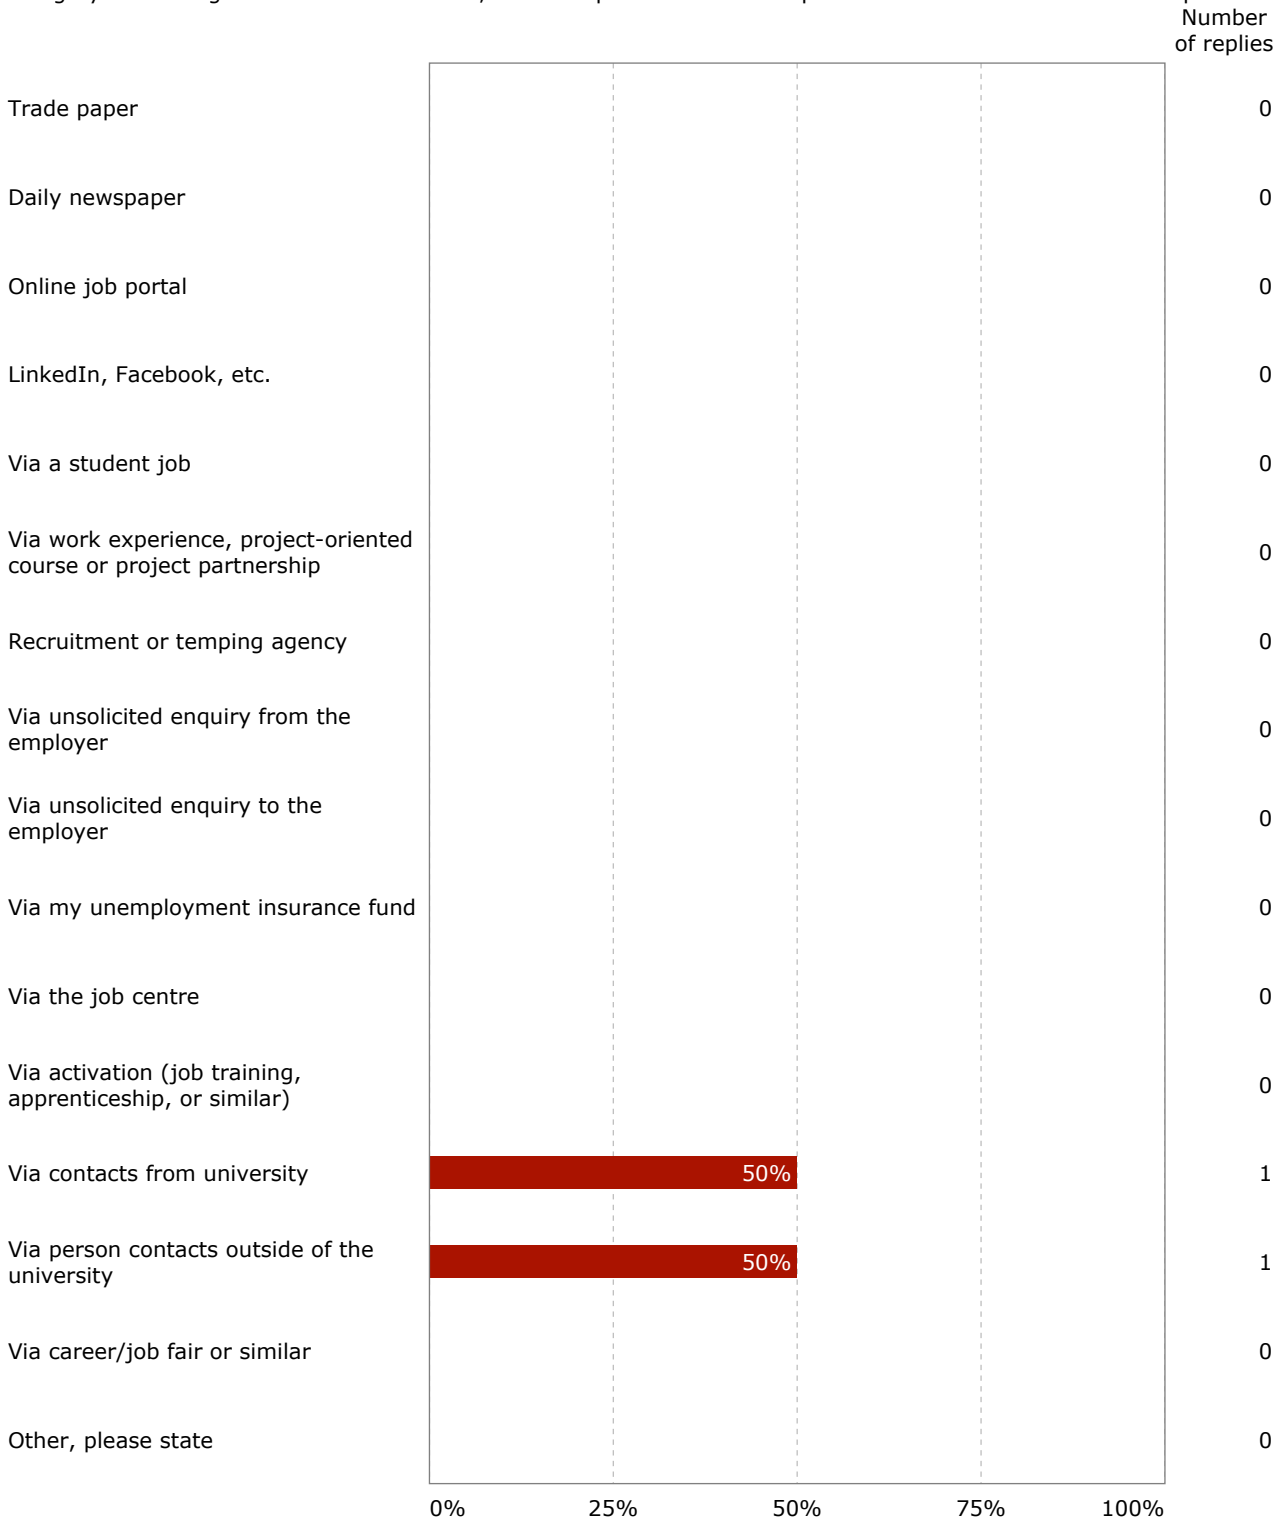 Number
of replies
Trade paper 0
Daily newspaper 0
Online job portal 0
LinkedIn, Facebook, etc. 0
Via a student job 0
Via work experience, project-oriented
course or project partnership 0
Recruitment or temping agency 0
Via unsolicited enquiry from the
employer 0
Via unsolicited enquiry to the
employer 0
Via my unemployment insurance fund 0
Via the job centre 0
Via activation (job training,
apprenticeship, or similar) 0
Via contacts from university 50% 1
Via person contacts outside of the
university 50% 1
Via career/job fair or similar 0
Other, please state 0
0% 25% 50% 75% 100%